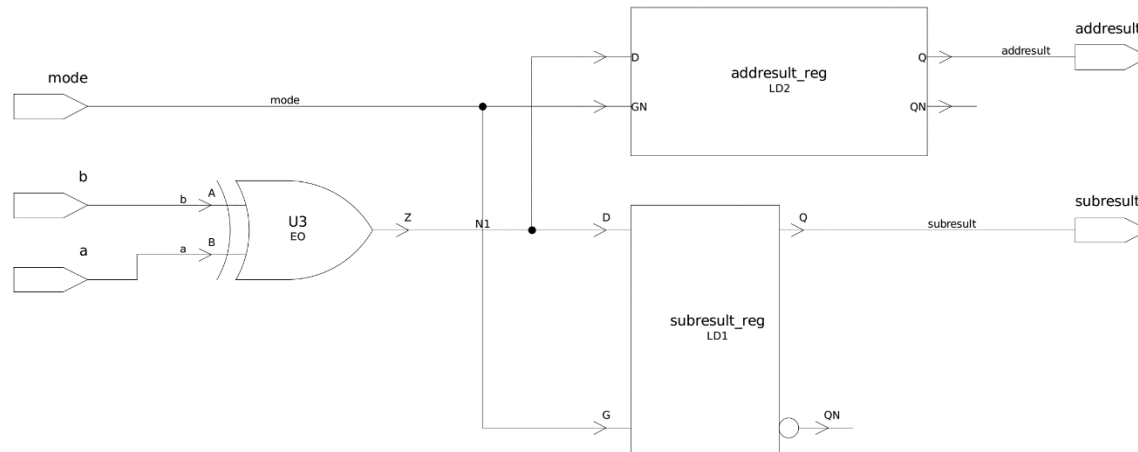 addresult
D
Q
addresult
mode
addresult_reg
LD2
mode
GN
QN
b
subresult
b
A
U3
EO
Z
N1
D
Q
subresult
a
a
B
subresult_reg
LD1
G
QN